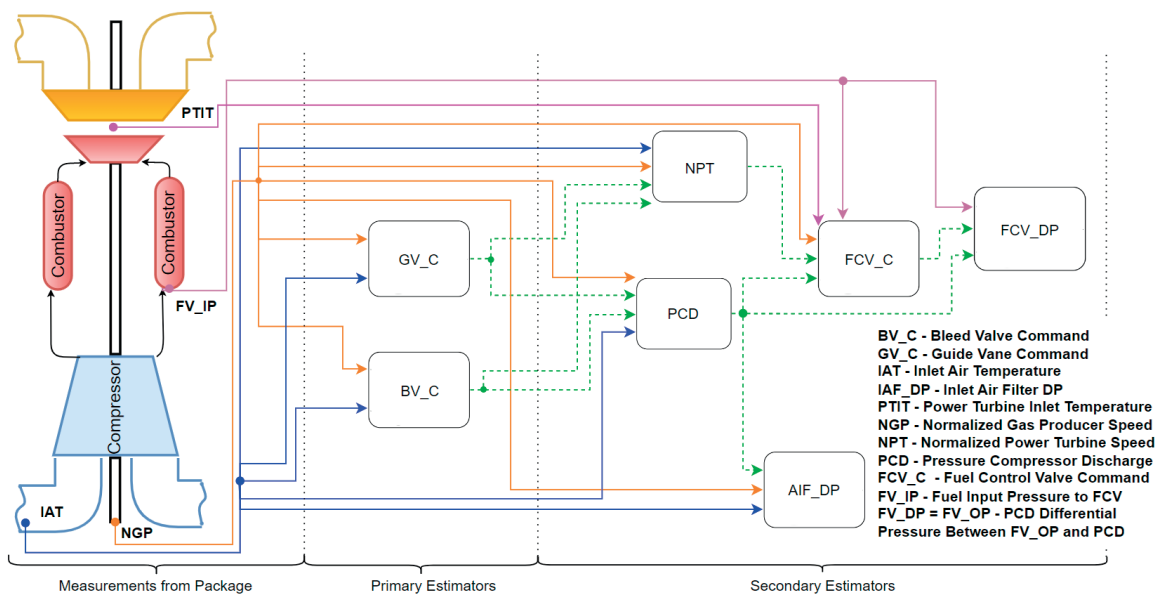 PTIT
Combustor
Combustor
FV_IP
Compressor
IAT
NGP
GV_C
BV_C
NPT
PCD
FCV_C
FCV_DP
AIF_DP
BV_C - Bleed Valve Command
GV_C - Guide Vane Command
IAT - Inlet Air Temperature
IAF_DP - Inlet Air Filter DP
PTIT - Power Turbine Inlet Temperature
NGP - Normalized Gas Producer Speed
NPT - Normalized Power Turbine Speed
PCD - Pressure Compressor Discharge
FCV_C - Fuel Control Valve Command
FV_IP - Fuel Input Pressure to FCV
FV_DP = FV_OP - PCD Differential
Pressure Between FV_OP and PCD
Measurements from Package
Primary Estimators
Secondary Estimators